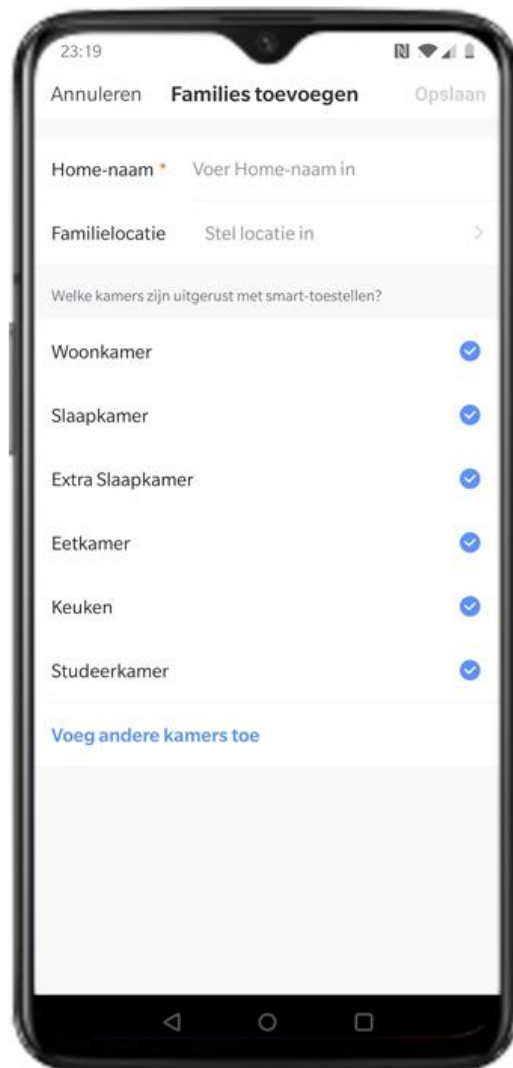 23:19
Annuleren Families toevoegen Opslaan
Home-naam * Voer Home-naam in
Familielocatie Stel locatie in
Welke kamers zijn uitgerust met smart-toestellen?
Woonkamer
Slaapkamer
Extra Slaapkamer
Eetkamer
Keuken
Studeerkamer
Voeg andere kamers toe